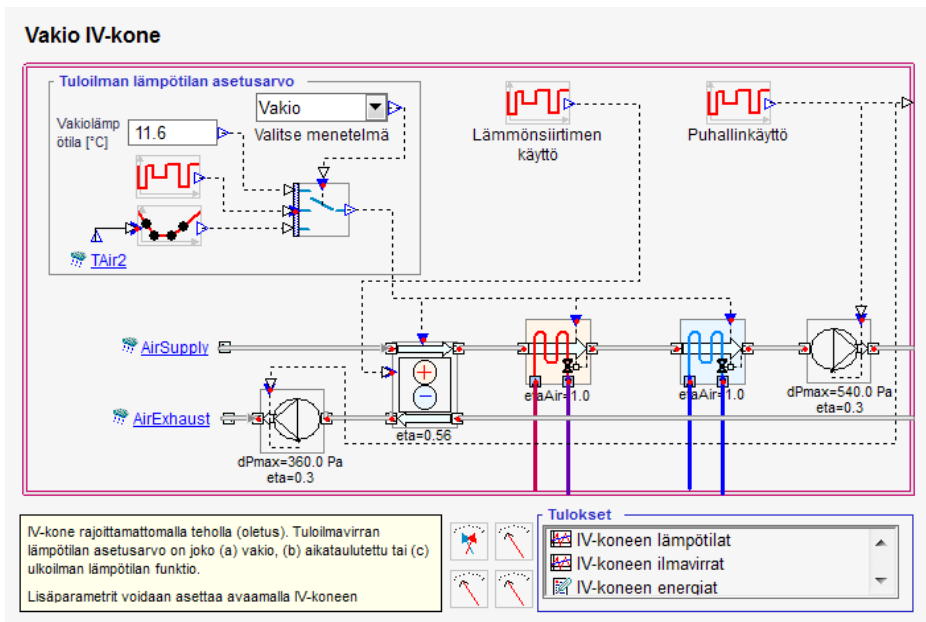 Vakio IV-kone
Tuloilman lämpötilan asetusarvo
Vakio
Valitse menetelmä
Vakiolämp
ötila [°C]
11.6
TAir2
Lämmönsiirtimen
käyttö
Puhallinkäyttö
AirSupply
AirExhaust
etaAir=1.0
etaAir=1.0
dPmax=540.0 Pa
eta=0.3
eta=0.56
dPmax=360.0 Pa
eta=0.3
IV-kone rajoittamattomalla teholla (oletus). Tuloilmavirran
lämpötilan asetusarvo on joko (a) vakio, (b) aikataulutettu tai (c)
ulkoilman lämpötilan funktio.
Lisäparametrit voidaan asettaa avaamalla IV-koneen
Tulokset
IV-koneen lämpötilat
IV-koneen ilmavirrat
IV-koneen energiat